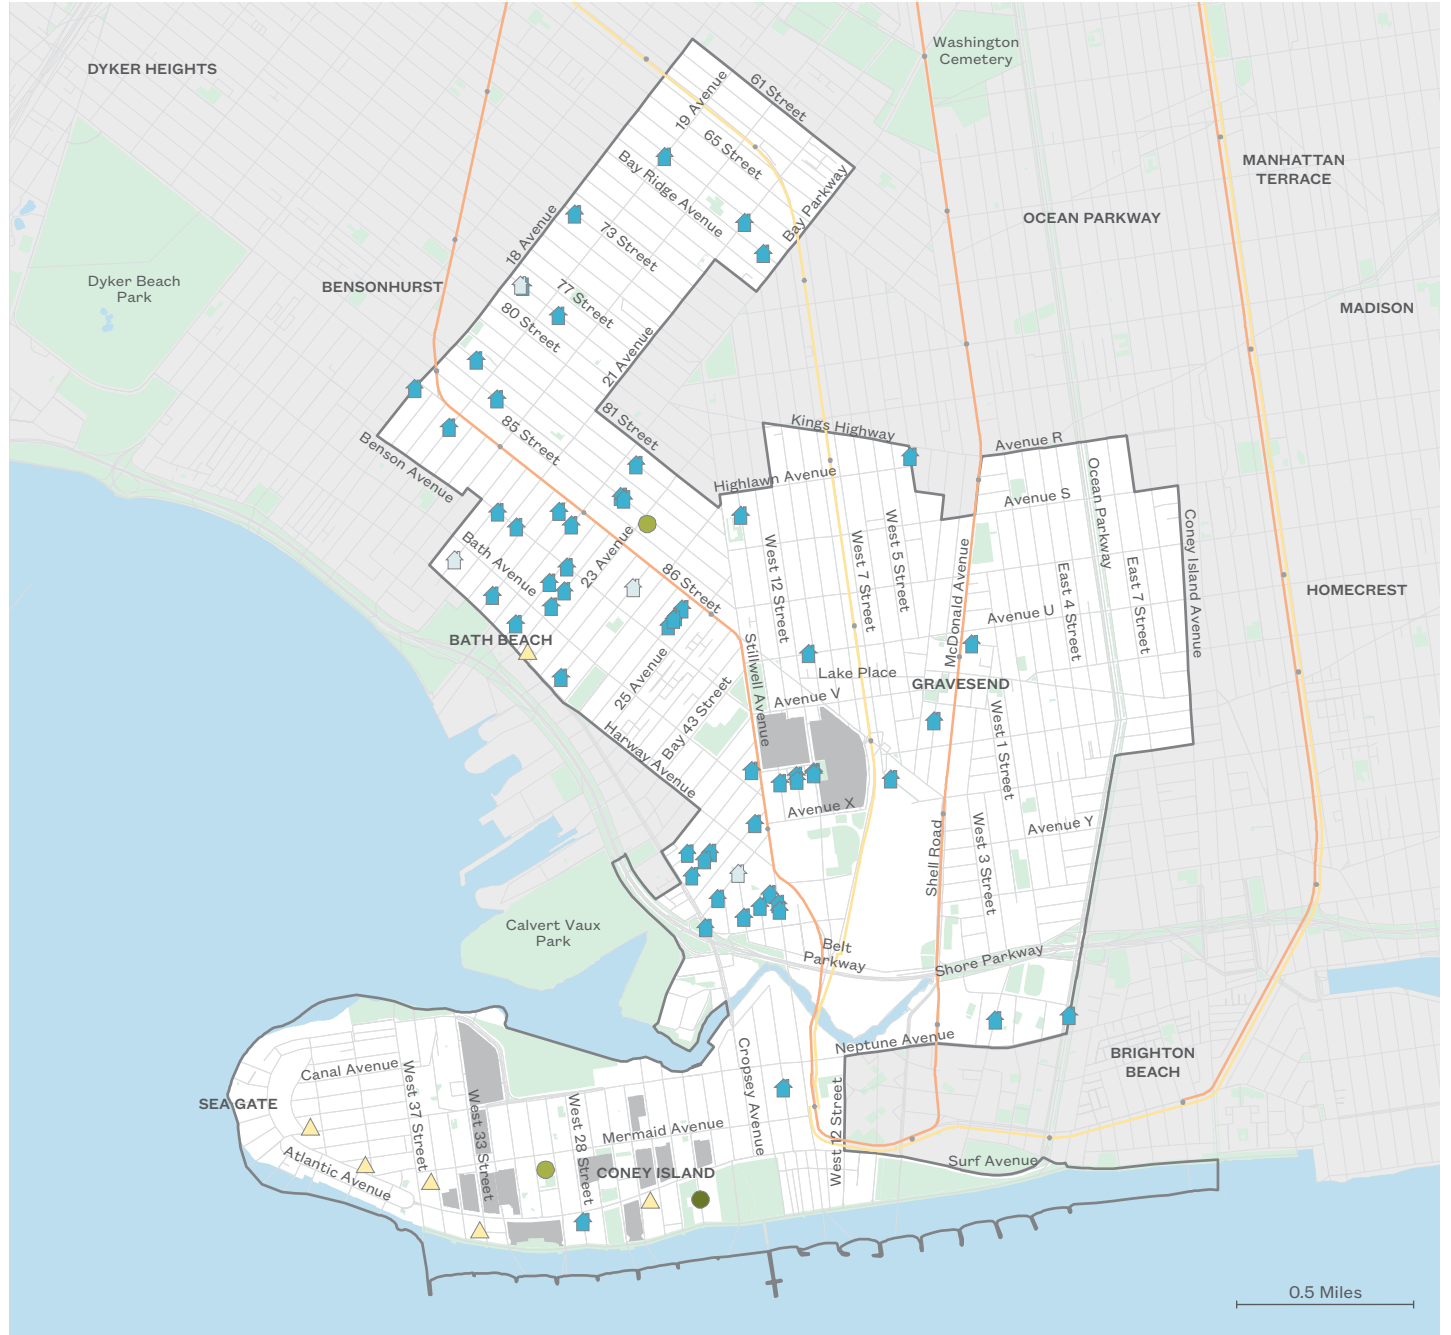 DYKER HEIGHTS
Washington
Cemetery
61 Street
19 Avenue
65 Street
MANHATTAN
TERRACE
Bay Ridge Avenue
Bay Parkway
OCEAN PARKWAY
18 Avenue
73 Street
Dyker Beach
Park
BENSONHURST
77 Street
80 Street
MADISON
21 Avenue
81 Street
85 Street
Kings Highway
Avenue R
Benson Avenue
Highlawn Avenue
Avenue S
Ocean Parkway
Coney Island Avenue
West 12 Street
West 7 Street
West 5 Street
McDonald Avenue
East 4 Street
East 7 Street
Bath Avenue
23 Avenue
86 Street
HOMECREST
Avenue U
BATH BEACH
Stillwell Avenue
Lake Place
GRAVESEND
25 Avenue
Bay 43 Street
Avenue V
West 1 Street
Harway Avenue
Avenue X
Avenue Y
Shell Road
West 3 Street
Calvert Vaux
Park
Belt
Parkway
Shore Parkway
Neptune Avenue
BRIGHTON
BEACH
Canal Avenue
West 37 Street
West 33 Street
West 28 Street
Cropsey Avenue
West 12 Street
SEA GATE
Mermaid Avenue
Atlantic Avenue
CONEY ISLAND
Surf Avenue
0.5 Miles